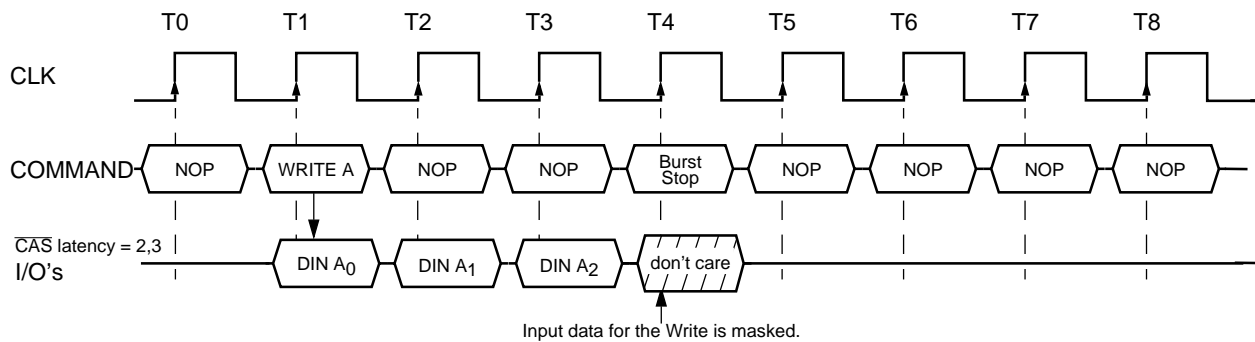 T0 T1 T2 T3 T4 T5 T6 T7 T8
CLK
COMMAND NOP WRITE A NOP NOP Burst Stop NOP NOP NOP NOP
CAS latency = 2,3
I/O's DIN A0 DIN A1 DIN A2 don't care
Input data for the Write is masked.